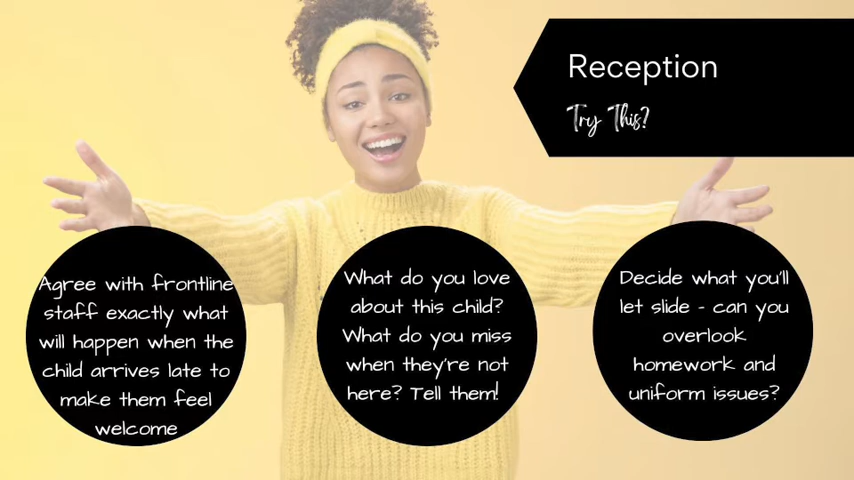 Reception
Try This?
Agree with frontline
staff exactly what
will happen when the
child arrives late to
make them feel
welcome
What do you love
about this child?
What do you miss
when they're not
here? Tell them!
Decide what you'll
let slide - can you
overlook
homework and
uniform issues?